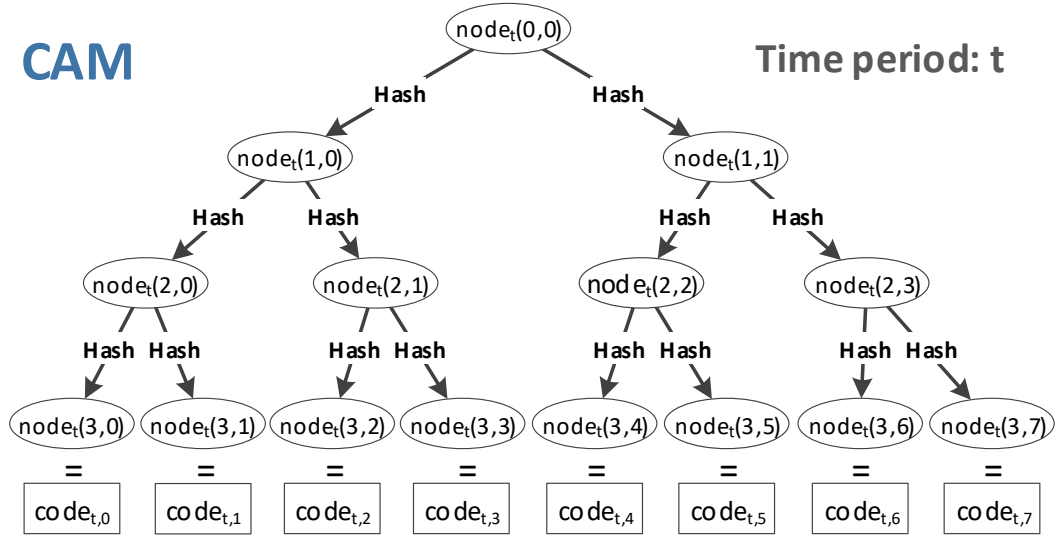 node_t(0,0)
CAM
Time period: t
Hash Hash
node_t(1,0) node_t(1,1)
Hash Hash Hash Hash
node_t(2,0) node_t(2,1) node_t(2,2) node_t(2,3)
Hash Hash Hash Hash Hash Hash Hash Hash
node_t(3,0) node_t(3,1) node_t(3,2) node_t(3,3) node_t(3,4) node_t(3,5) node_t(3,6) node_t(3,7)
= = = = = = = =
code_t,0 code_t,1 code_t,2 code_t,3 code_t,4 code_t,5 code_t,6 code_t,7